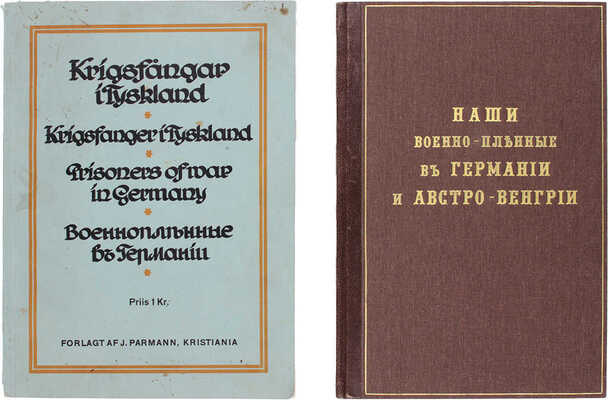 Krigsfångar
i Tyskland
*
Krigsfanger i Tyskland
*
Prisoners of war
in Germany
*
Военноплѣнные
въ Германіи
*
Priis 1 Kr.
FORLAGT AF J. PARMANN, KRISTIANIA
НАШИ
ВОЕННО-ПЛѢННЫЕ
ВЪ ГЕРМАНІИ
И АВСТРО-ВЕНГРІИ